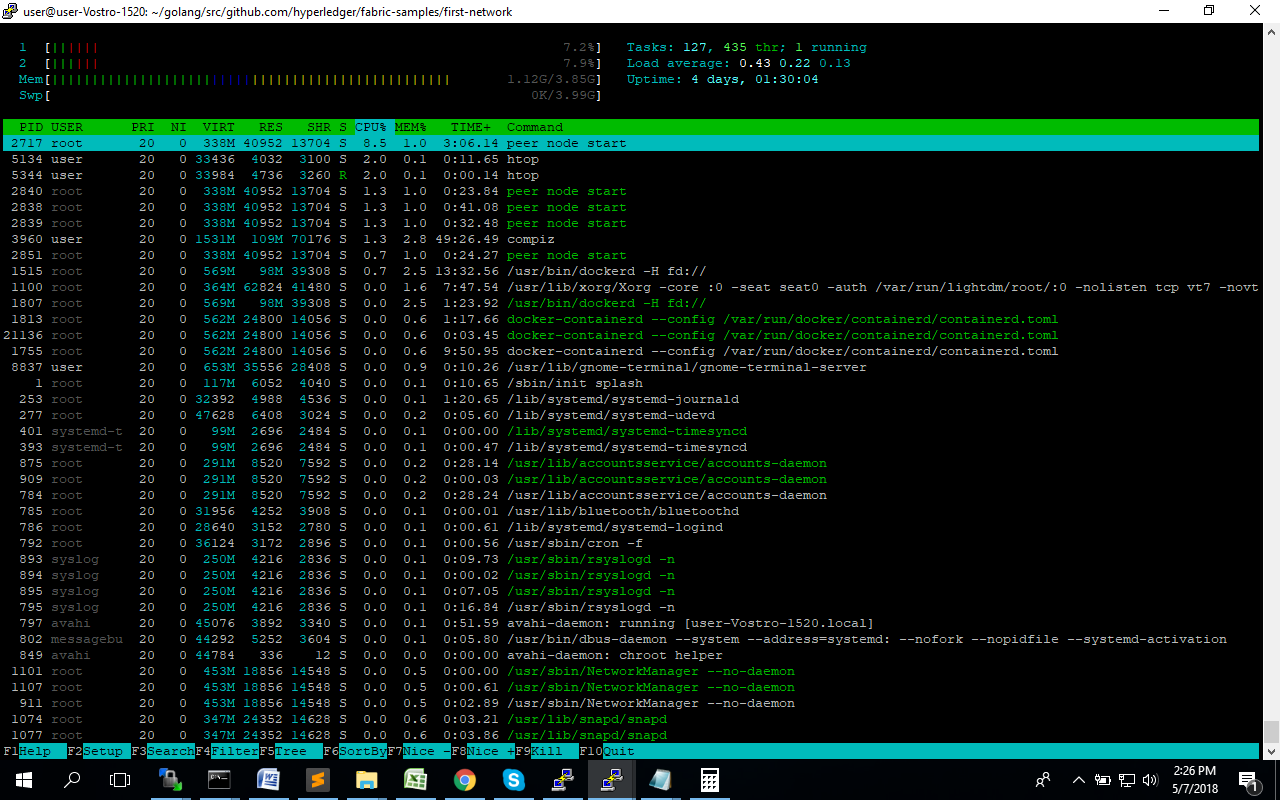 user@user-Vostro-1520: ~/golang/src/github.com/hyperledger/fabric-samples/first-network
1 [|||||| 7.2%] Tasks: 127, 435 thr; 1 running
2 [|||||| 7.9%] Load average: 0.43 0.22 0.13
Mem[|||||||||||||||||||||||||||||||||||||||||||||||||| 1.12G/3.85G] Uptime: 4 days, 01:30:04
Swp[ 0K/3.99G]
PID USER PRI NI VIRT RES SHR S CPU% MEM% TIME+ Command
2717 root 20 0 338M 40952 13704 S 8.5 1.0 3:06.14 peer node start
5134 user 20 0 33436 4032 3100 S 2.0 0.1 0:11.65 htop
5344 user 20 0 33984 4736 3260 R 2.0 0.1 0:00.14 htop
2840 root 20 0 338M 40952 13704 S 1.3 1.0 0:23.84 peer node start
2838 root 20 0 338M 40952 13704 S 1.3 1.0 0:41.08 peer node start
2839 root 20 0 338M 40952 13704 S 1.3 1.0 0:32.48 peer node start
3960 user 20 0 1531M 109M 70176 S 1.3 2.8 49:26.49 compiz
2851 root 20 0 338M 40952 13704 S 0.7 1.0 0:24.27 peer node start
1515 root 20 0 569M 98M 39308 S 0.7 2.5 13:32.56 /usr/bin/dockerd -H fd://
1100 root 20 0 364M 62824 41480 S 0.0 1.6 7:47.54 /usr/lib/xorg/Xorg -core :0 -seat seat0 -auth /var/run/lightdm/root/:0 -nolisten tcp vt7 -novt
1807 root 20 0 569M 98M 39308 S 0.0 2.5 1:23.92 /usr/bin/dockerd -H fd://
1813 root 20 0 562M 24800 14056 S 0.0 0.6 1:17.66 docker-containerd --config /var/run/docker/containerd/containerd.toml
21136 root 20 0 562M 24800 14056 S 0.0 0.6 0:03.45 docker-containerd --config /var/run/docker/containerd/containerd.toml
1755 root 20 0 562M 24800 14056 S 0.0 0.6 9:50.95 docker-containerd --config /var/run/docker/containerd/containerd.toml
8837 user 20 0 653M 35556 28408 S 0.0 0.9 0:10.26 /usr/lib/gnome-terminal/gnome-terminal-server
1 root 20 0 117M 6052 4040 S 0.0 0.1 0:10.65 /sbin/init splash
253 root 20 0 32392 4988 4536 S 0.0 0.1 1:20.65 /lib/systemd/systemd-journald
277 root 20 0 47628 6408 3024 S 0.0 0.2 0:05.60 /lib/systemd/systemd-udevd
401 systemd-t 20 0 99M 2696 2484 S 0.0 0.1 0:00.00 /lib/systemd/systemd-timesyncd
393 systemd-t 20 0 99M 2696 2484 S 0.0 0.1 0:00.47 /lib/systemd/systemd-timesyncd
875 root 20 0 291M 8520 7592 S 0.0 0.2 0:28.14 /usr/lib/accountsservice/accounts-daemon
909 root 20 0 291M 8520 7592 S 0.0 0.2 0:00.03 /usr/lib/accountsservice/accounts-daemon
784 root 20 0 291M 8520 7592 S 0.0 0.2 0:28.24 /usr/lib/accountsservice/accounts-daemon
785 root 20 0 31956 4252 3908 S 0.0 0.1 0:00.01 /usr/lib/bluetooth/bluetoothd
786 root 20 0 28640 3152 2780 S 0.0 0.1 0:00.61 /lib/systemd/systemd-logind
792 root 20 0 36124 3172 2896 S 0.0 0.1 0:00.56 /usr/sbin/cron -f
893 syslog 20 0 250M 4216 2836 S 0.0 0.1 0:09.73 /usr/sbin/rsyslogd -n
894 syslog 20 0 250M 4216 2836 S 0.0 0.1 0:00.02 /usr/sbin/rsyslogd -n
895 syslog 20 0 250M 4216 2836 S 0.0 0.1 0:07.05 /usr/sbin/rsyslogd -n
795 syslog 20 0 250M 4216 2836 S 0.0 0.1 0:16.84 /usr/sbin/rsyslogd -n
797 avahi 20 0 45076 3892 3340 S 0.0 0.1 0:51.59 avahi-daemon: running [user-Vostro-1520.local]
802 messagebu 20 0 44292 5252 3604 S 0.0 0.1 0:05.80 /usr/bin/dbus-daemon --system --address=systemd: --nofork --nopidfile --systemd-activation
849 avahi 20 0 44784 336 12 S 0.0 0.0 0:00.00 avahi-daemon: chroot helper
1101 root 20 0 453M 18856 14548 S 0.0 0.5 0:00.00 /usr/sbin/NetworkManager --no-daemon
1107 root 20 0 453M 18856 14548 S 0.0 0.5 0:00.61 /usr/sbin/NetworkManager --no-daemon
911 root 20 0 453M 18856 14548 S 0.0 0.5 0:02.89 /usr/sbin/NetworkManager --no-daemon
1074 root 20 0 347M 24352 14628 S 0.0 0.6 0:03.21 /usr/lib/snapd/snapd
1077 root 20 0 347M 24352 14628 S 0.0 0.6 0:03.86 /usr/lib/snapd/snapd
F1Help F2Setup F3SearchF4FilterF5Tree F6SortByF7Nice -F8Nice +F9Kill F10Quit
2:26 PM
5/7/2018
1